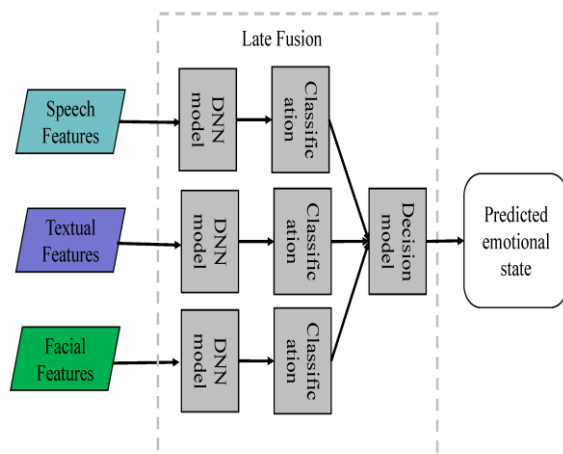 Late Fusion
Speech
Features
DNN
model
Classific
ation
Textual
Features
DNN
model
Classific
ation
Decision
model
Predicted
emotional
state
Facial
Features
DNN
model
Classific
ation